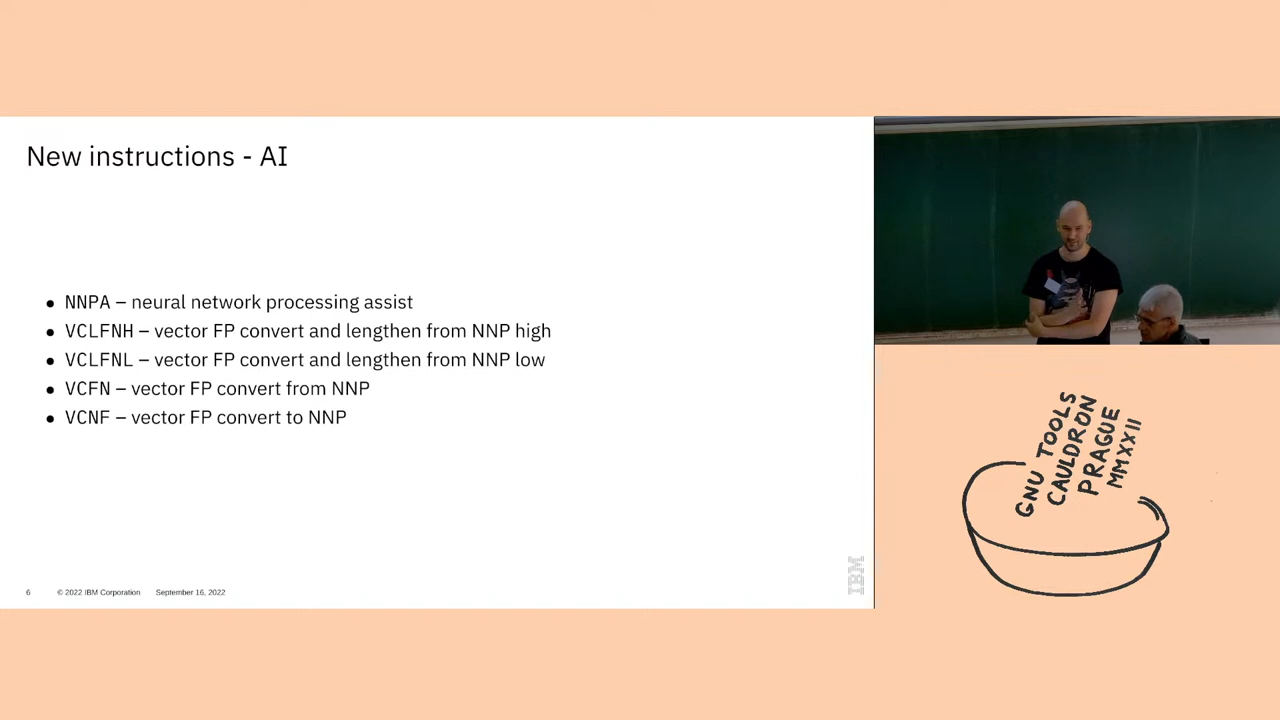 New instructions - AI
● NNPA – neural network processing assist
● VCLFNH – vector FP convert and lengthen from NNP high
● VCLFNL – vector FP convert and lengthen from NNP low
● VCFN – vector FP convert from NNP
● VCNF – vector FP convert to NNP
6 © 2022 IBM Corporation September 16, 2022
IBM
GNU TOOLS
CAULDRON
PRAGUE
MMXXII